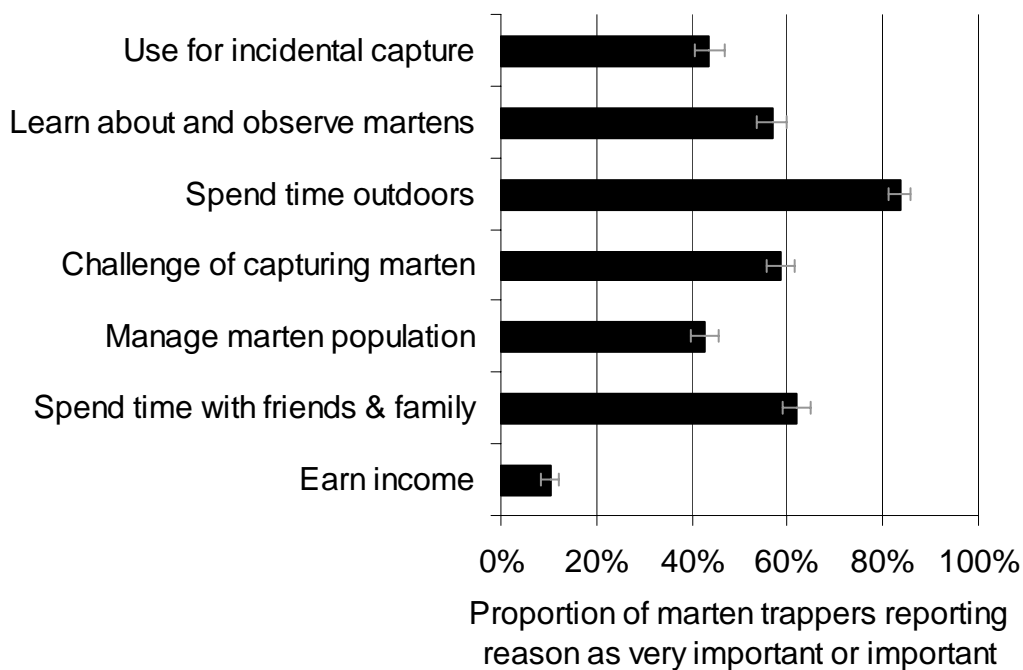 Use for incidental capture
Learn about and observe martens
Spend time outdoors
Challenge of capturing marten
Manage marten population
Spend time with friends & family
Earn income
0% 20% 40% 60% 80% 100%
Proportion of marten trappers reporting
reason as very important or important